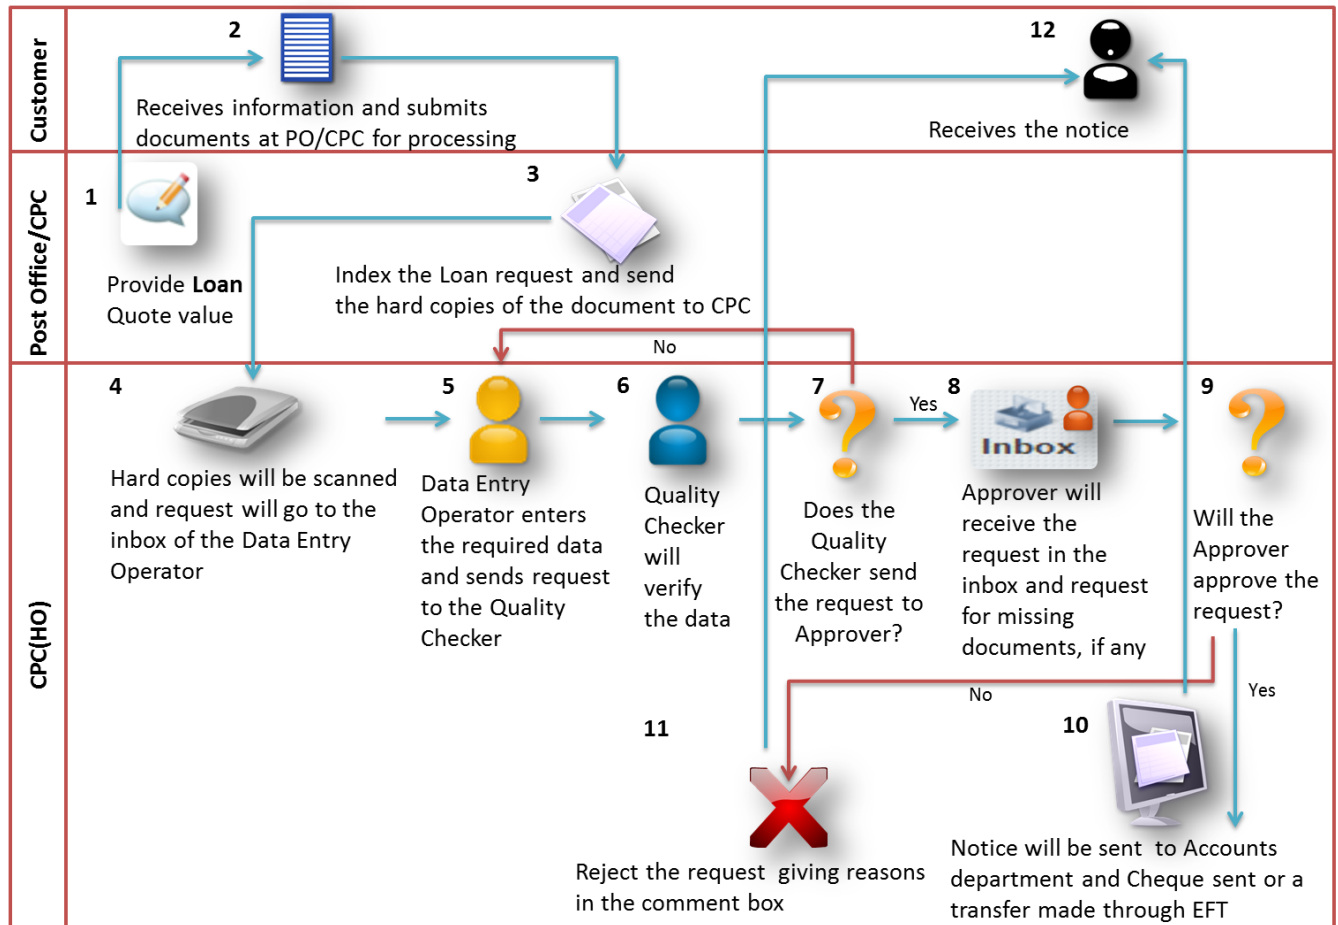 Customer
2
Receives information and submits
documents at PO/CPC for processing
12
Receives the notice
Post Office/CPC
1
Provide Loan
Quote value
3
Index the Loan request and send
the hard copies of the document to CPC
No
CPC(HO)
4
Hard copies will be scanned
and request will go to the
inbox of the Data Entry
Operator
5
Data Entry
Operator enters
the required data
and sends request
to the Quality
Checker
6
Quality
Checker
will
verify
the data
7
Does the
Quality
Checker send
the request to
Approver?
Yes
8
Inbox
Approver will
receive the
request in the
inbox and request
for missing
documents, if any
9
Will the
Approver
approve the
request?
No
Yes
11
Reject the request giving reasons
in the comment box
10
Notice will be sent to Accounts
department and Cheque sent or a
transfer made through EFT